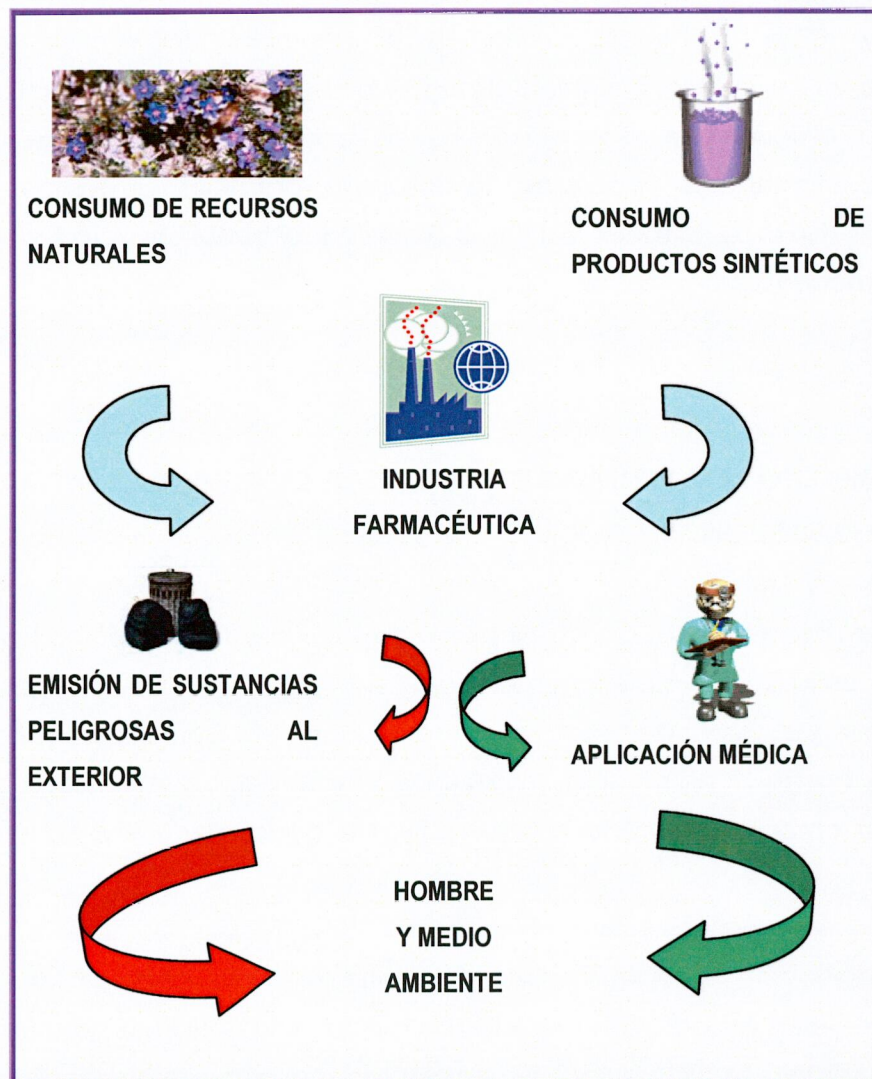 CONSUMO DE RECURSOS
NATURALES
CONSUMO DE
PRODUCTOS SINTÉTICOS
INDUSTRIA
FARMACÉUTICA
EMISIÓN DE SUSTANCIAS
PELIGROSAS AL
EXTERIOR
APLICACIÓN MÉDICA
HOMBRE
Y MEDIO
AMBIENTE